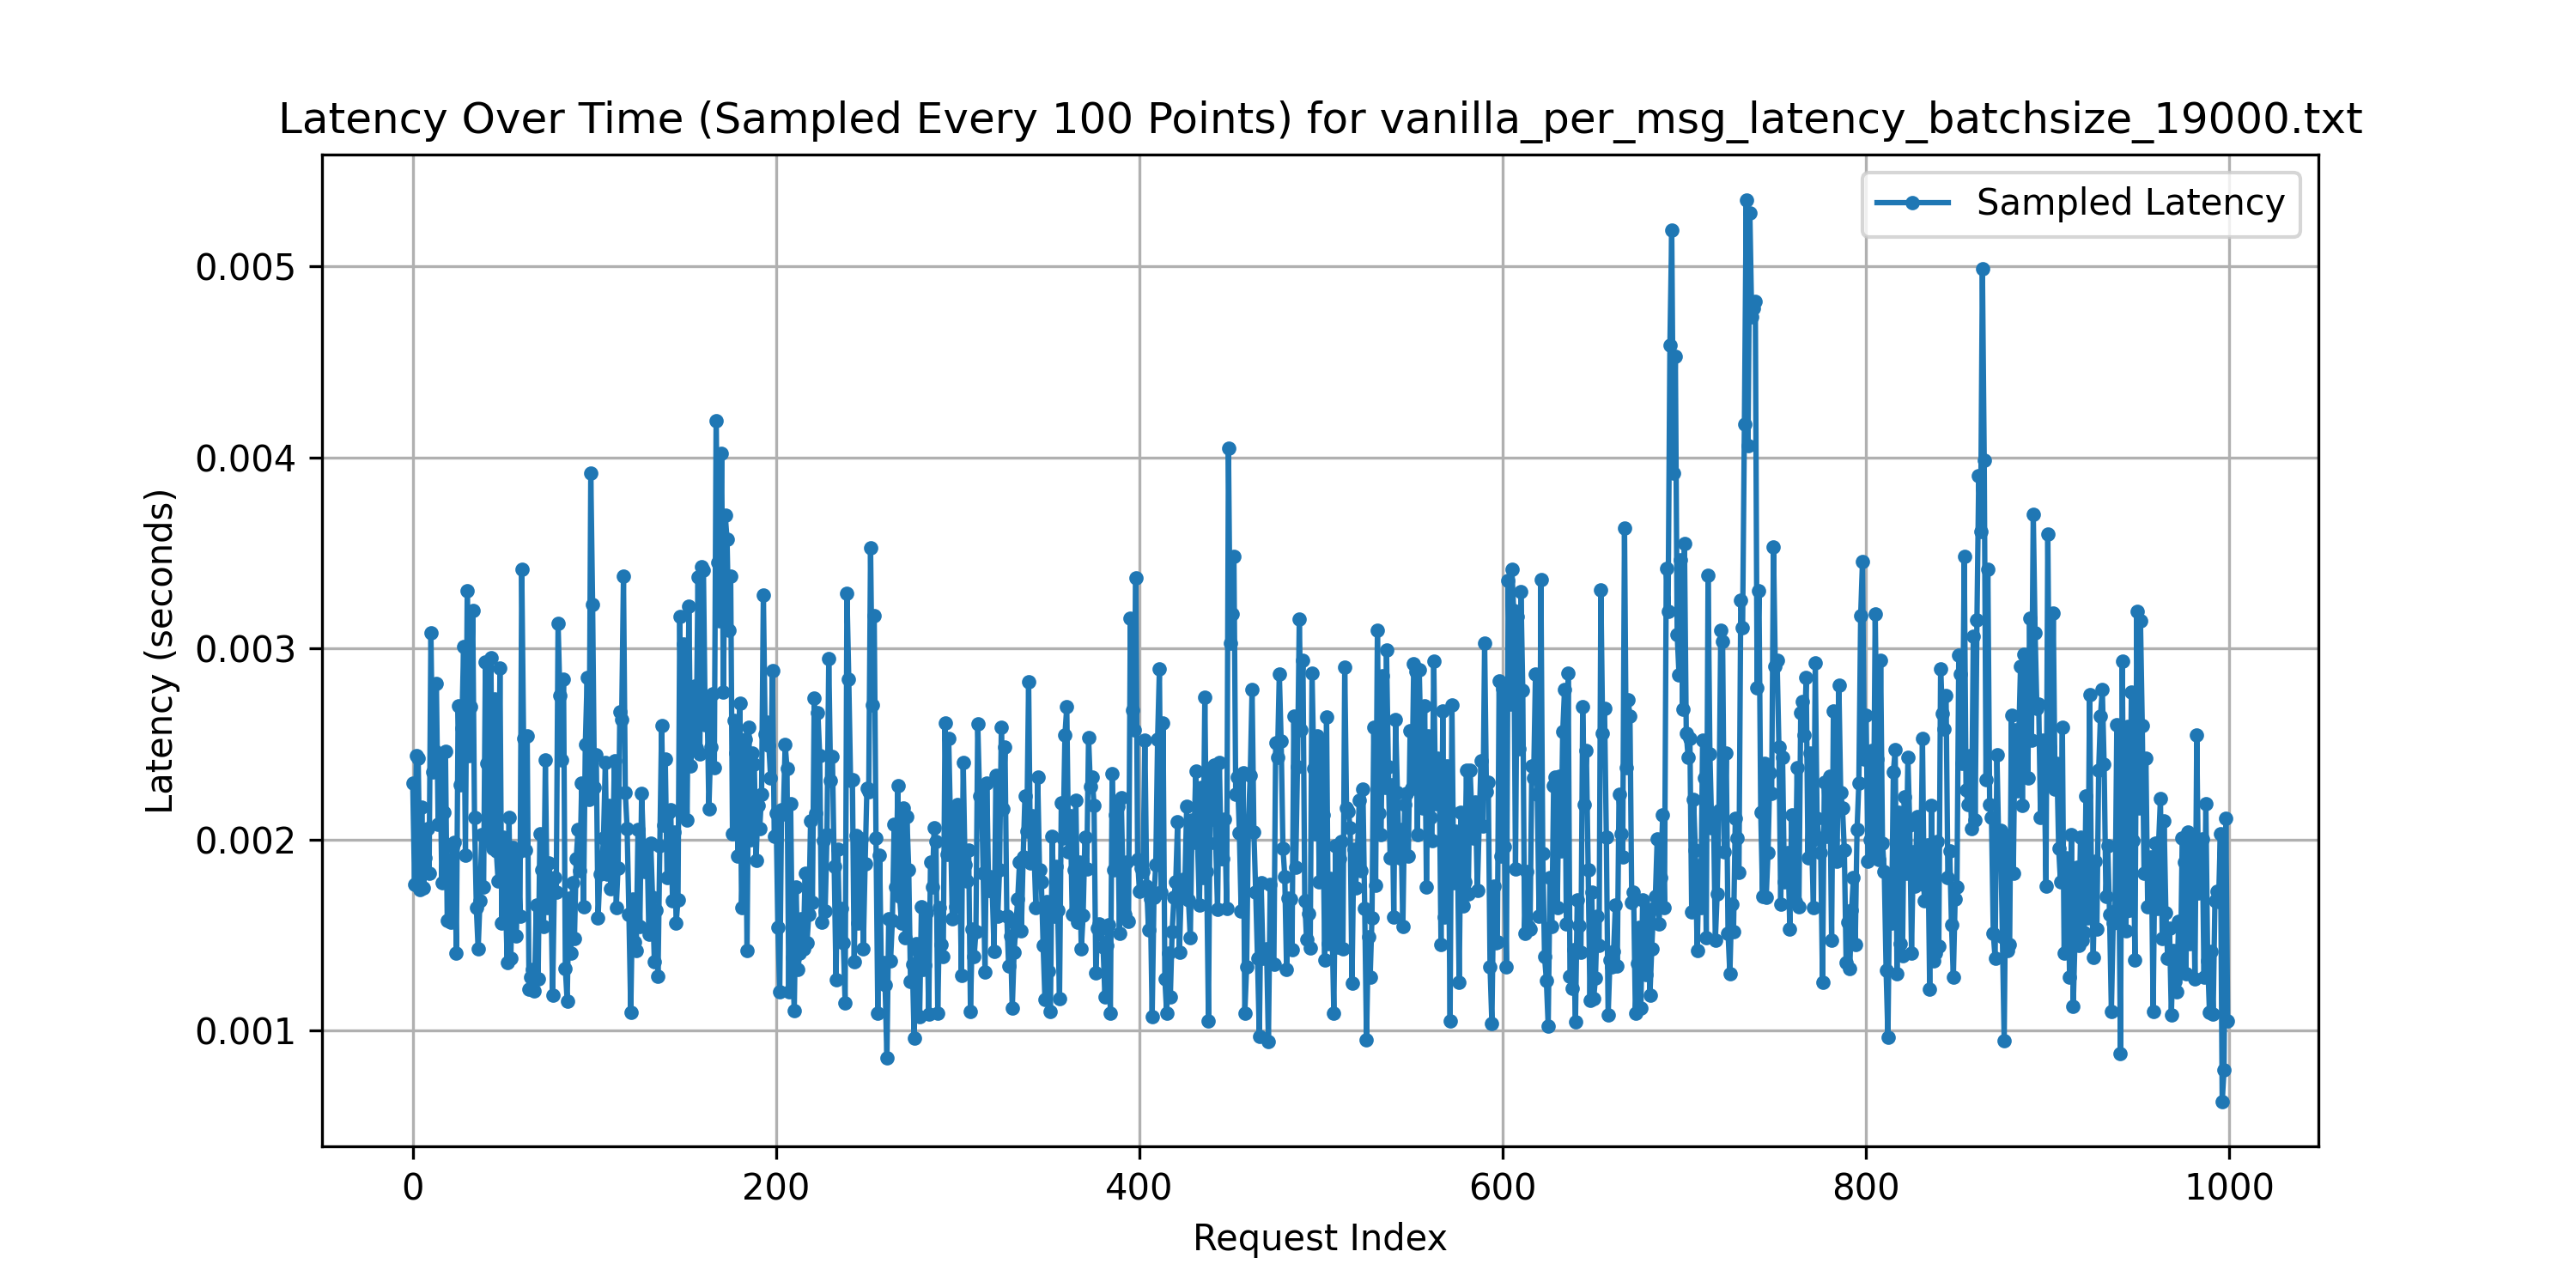 Latency Over Time (Sampled Every 100 Points) for vanilla_per_msg_latency_batchsize_19000.txt
Sampled Latency
0.005
0.004
0.003
0.002
0.001
Latency (seconds)
0 200 400 600 800 1000
Request Index